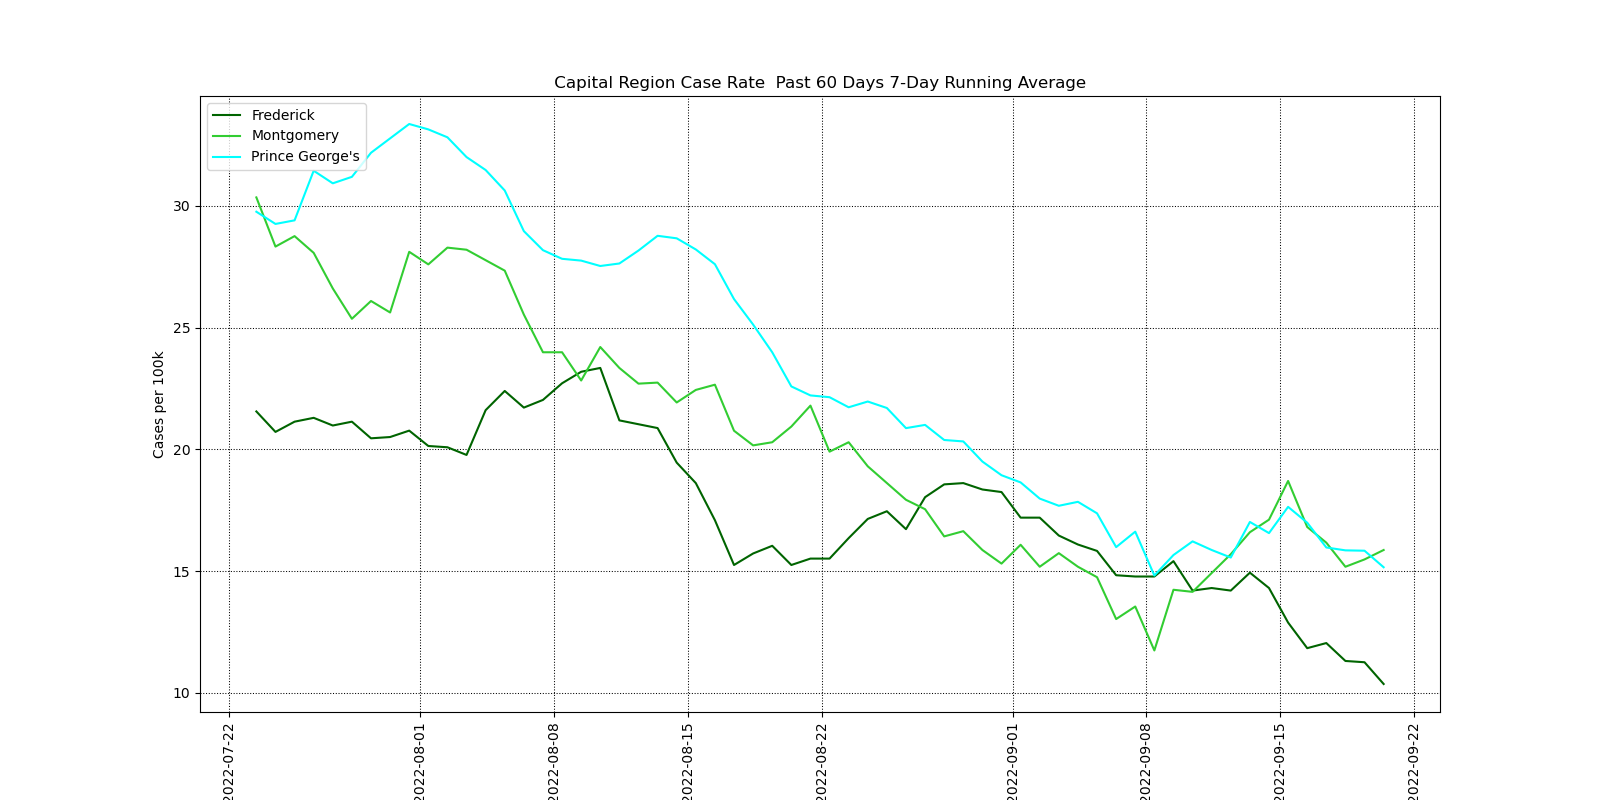 Capital Region Case Rate  Past 60 Days 7-Day Running Average
Frederick
Montgomery
Prince George's
Cases per 100k
30
25
20
15
10
2022-07-22
2022-08-01
2022-08-08
2022-08-15
2022-08-22
2022-09-01
2022-09-08
2022-09-15
2022-09-22